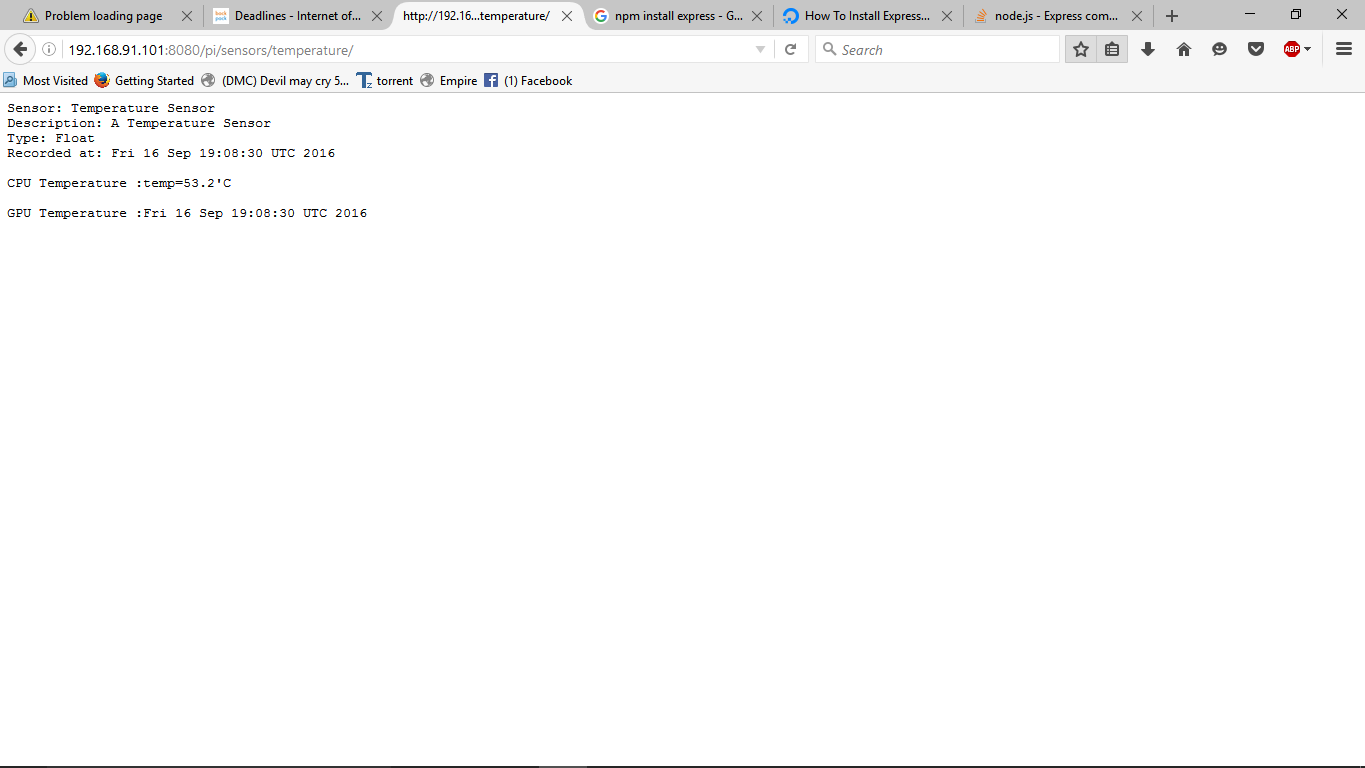 Problem loading page
Deadlines - Internet of...
http://192.16...temperature/
npm install express - G...
How To Install Express...
node.js - Express com...
192.168.91.101:8080/pi/sensors/temperature/
Search
ABP
Most Visited
Getting Started
(DMC) Devil may cry 5...
torrent
Empire
(1) Facebook
Sensor: Temperature Sensor
Description: A Temperature Sensor
Type: Float
Recorded at: Fri 16 Sep 19:08:30 UTC 2016
CPU Temperature :temp=53.2'C
GPU Temperature :Fri 16 Sep 19:08:30 UTC 2016